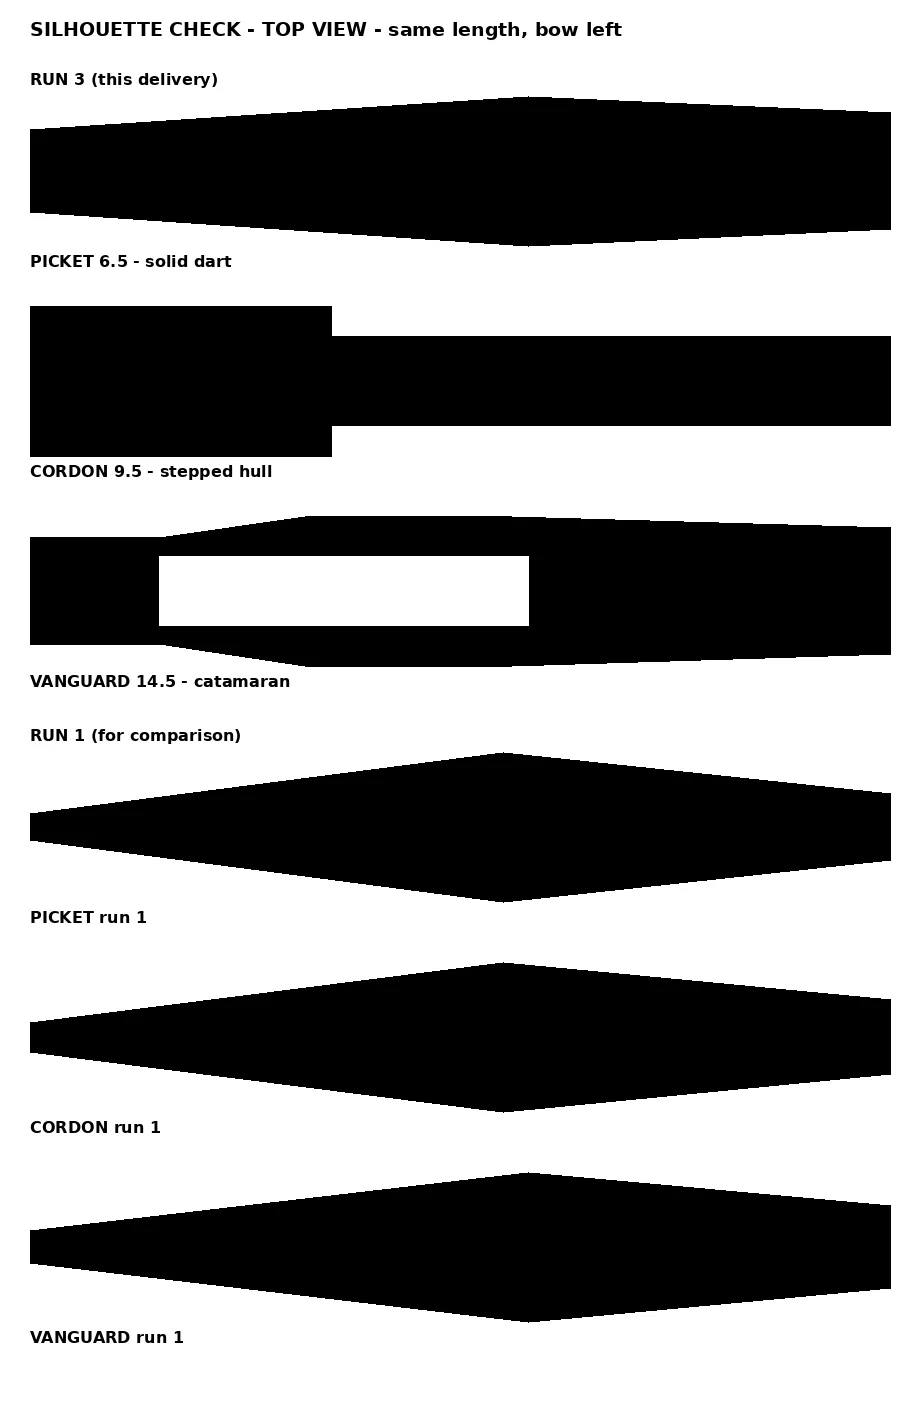 SILHOUETTE CHECK - TOP VIEW - same length, bow left
RUN 3 (this delivery)
PICKET 6.5 - solid dart
CORDON 9.5 - stepped hull
VANGUARD 14.5 - catamaran
RUN 1 (for comparison)
PICKET run 1
CORDON run 1
VANGUARD run 1